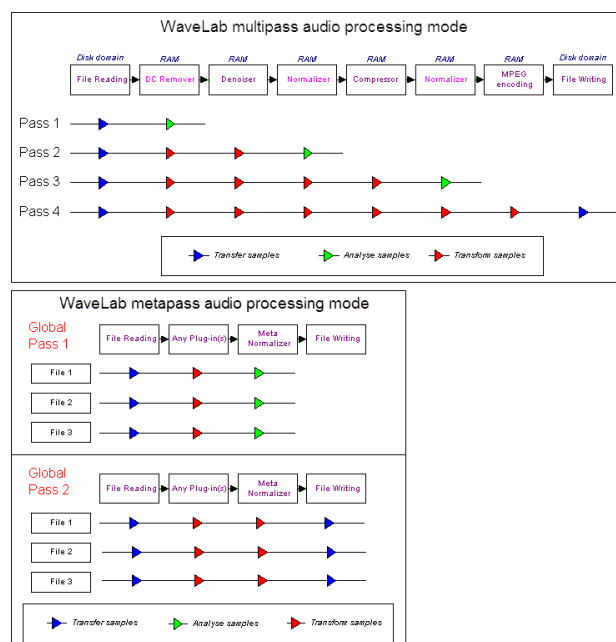 WaveLab multipass audio processing mode
Disk domain RAM RAM RAM RAM RAM RAM Disk domain
File Reading DC Remover Denoiser Normalizer Compressor Normalizer MPEG encoding File Writing
Pass 1
Pass 2
Pass 3
Pass 4
Transfer samples Analyse samples Transform samples
WaveLab metapass audio processing mode
Global
Pass 1
File Reading Any Plug-in(s) Meta Normalizer File Writing
File 1
File 2
File 3
Global
Pass 2
File Reading Any Plug-in(s) Meta Normalizer File Writing
File 1
File 2
File 3
Transfer samples Analyse samples Transform samples